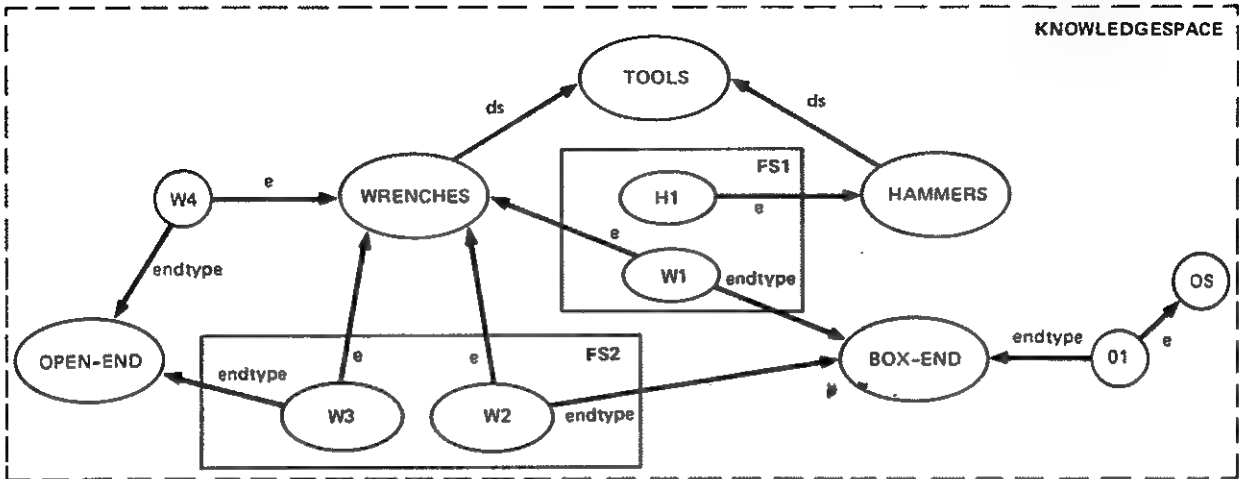 KNOWLEDGESPACE
TOOLS
ds
ds
FS1
W4
e
WRENCHES
H1
e
HAMMERS
e
W1
endtype
endtype
OS
OPEN-END
FS2
e
e
endtype
BOX-END
endtype
01
e
W3
W2
endtype